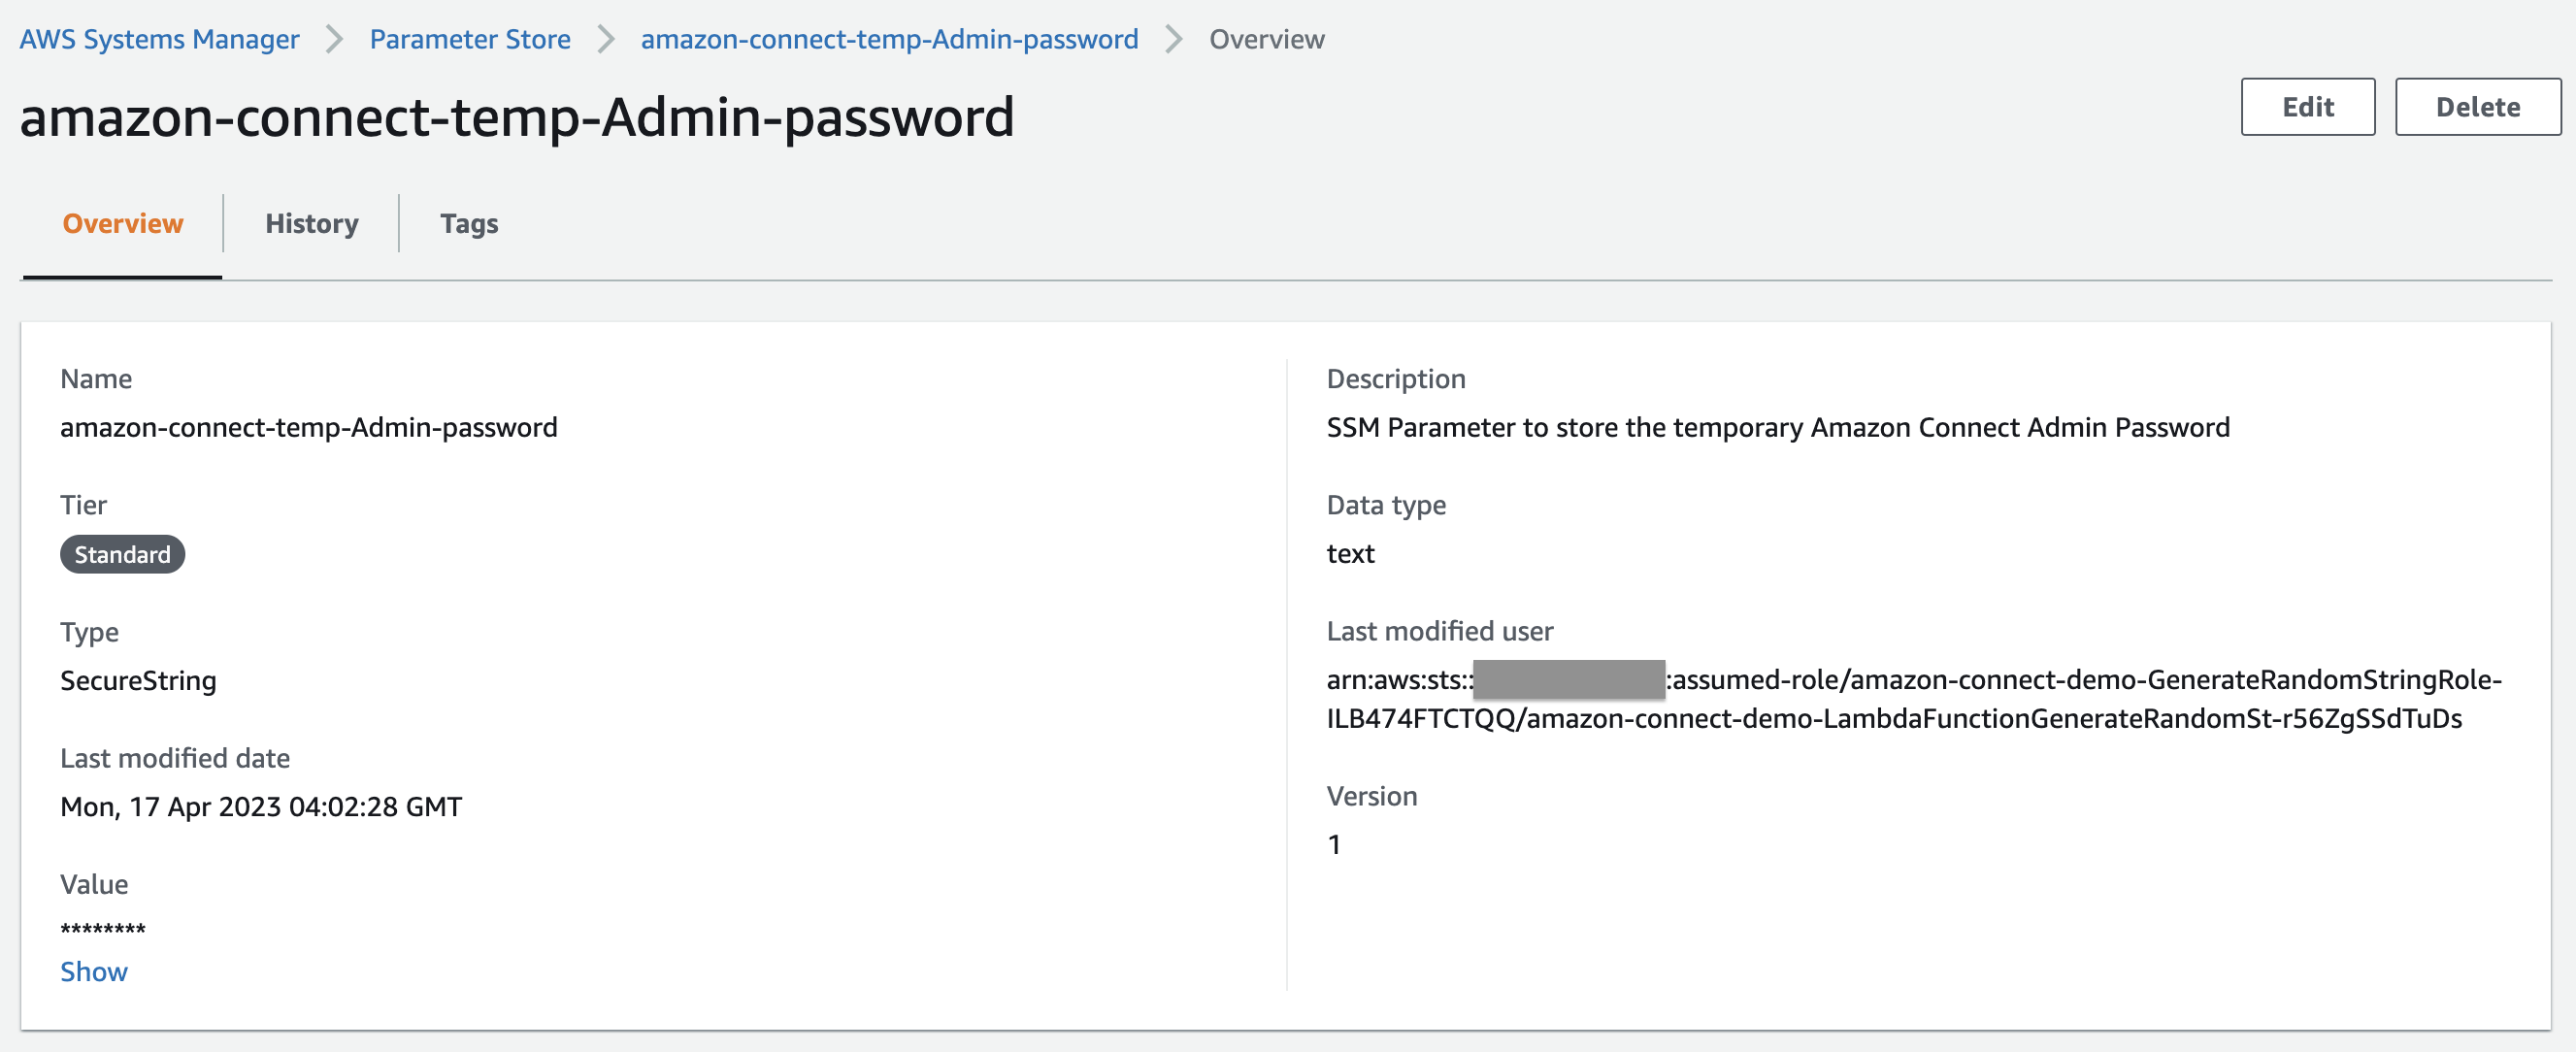 AWS Systems Manager > Parameter Store > amazon-connect-temp-Admin-password > Overview
amazon-connect-temp-Admin-password
Edit
Delete
Overview
History
Tags
Name
amazon-connect-temp-Admin-password
Tier
Standard
Type
SecureString
Last modified date
Mon, 17 Apr 2023 04:02:28 GMT
Value
********
Show
Description
SSM Parameter to store the temporary Amazon Connect Admin Password
Data type
text
Last modified user
arn:aws:sts:: :assumed-role/amazon-connect-demo-GenerateRandomStringRole-
ILB474FTCTQQ/amazon-connect-demo-LambdaFunctionGenerateRandomSt-r56ZgSSdTuDs
Version
1